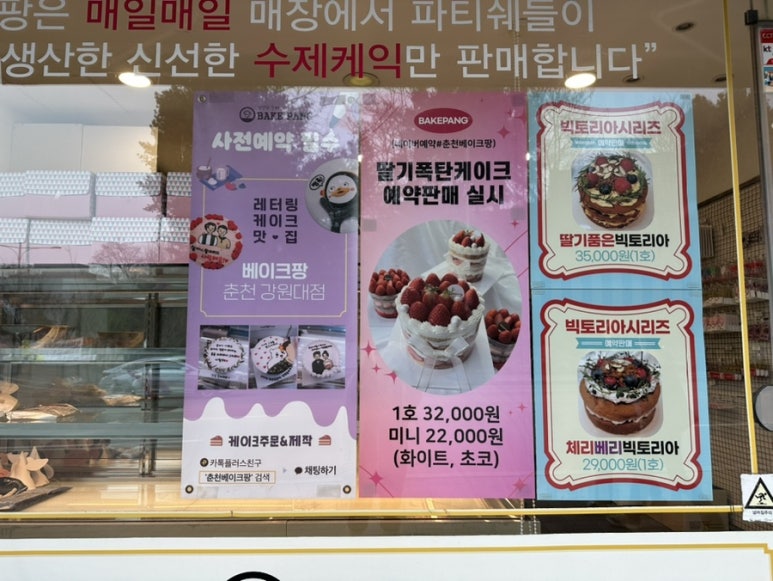 팡은 매일매일 매장에서 파티쉐들이
생산한 신선한 수제케익만 판매합니다"
BAKE PANG
사전예약 필수
레터링
케이크
맛 집
베이크팡
춘천 강원대점
케이크주문&제작
카톡플러스친구
'춘천베이크팡' 검색
채팅하기
BAKEPANG
(네이버예약#춘천베이크팡)
딸기폭탄케이크
예약판매 실시
1호 32,000원
미니 22,000원
(화이트, 초코)
빅토리아시리즈
예약판매
딸기품은빅토리아
35,000원(1호)
빅토리아시리즈
예약판매
체리베리빅토리아
29,000원(1호)
kt